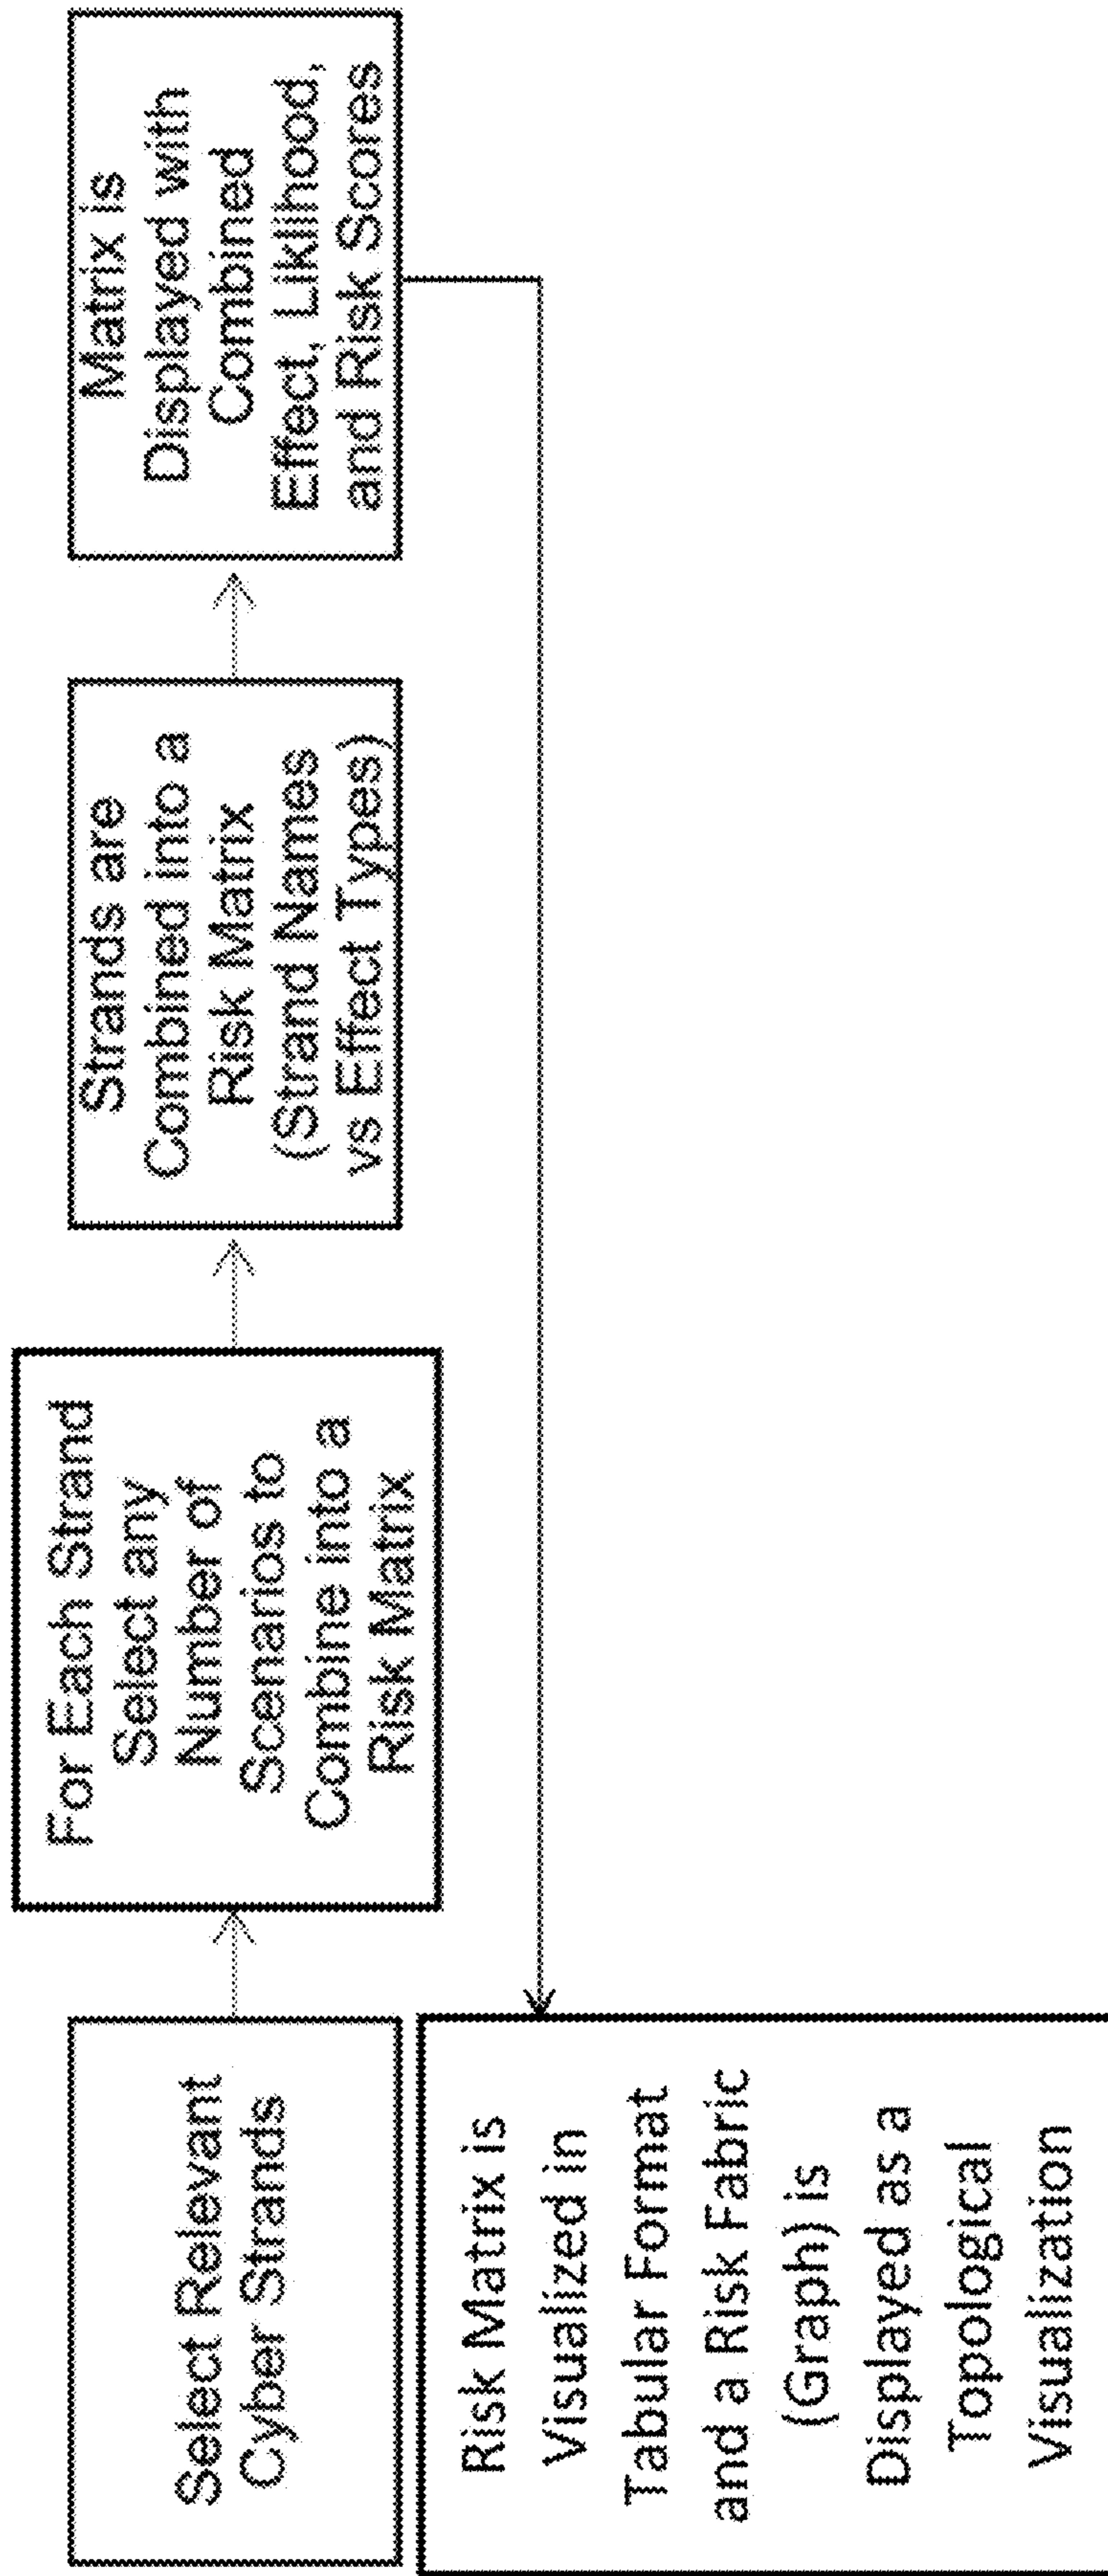 Select Relevant
Cyber Strands
For Each Strand
Select any
Number of
Scenarios to
Combine into a
Risk Matrix
Strands are
Combined into a
Risk Matrix
(Strand Names
vs Effect Types)
Matrix is
Displayed with
Combined
Effect, Liklihood,
and Risk Scores
Risk Matrix is
Visualized in
Tabular Format
and a Risk Fabric
(Graph) is
Displayed as a
Topological
Visualization